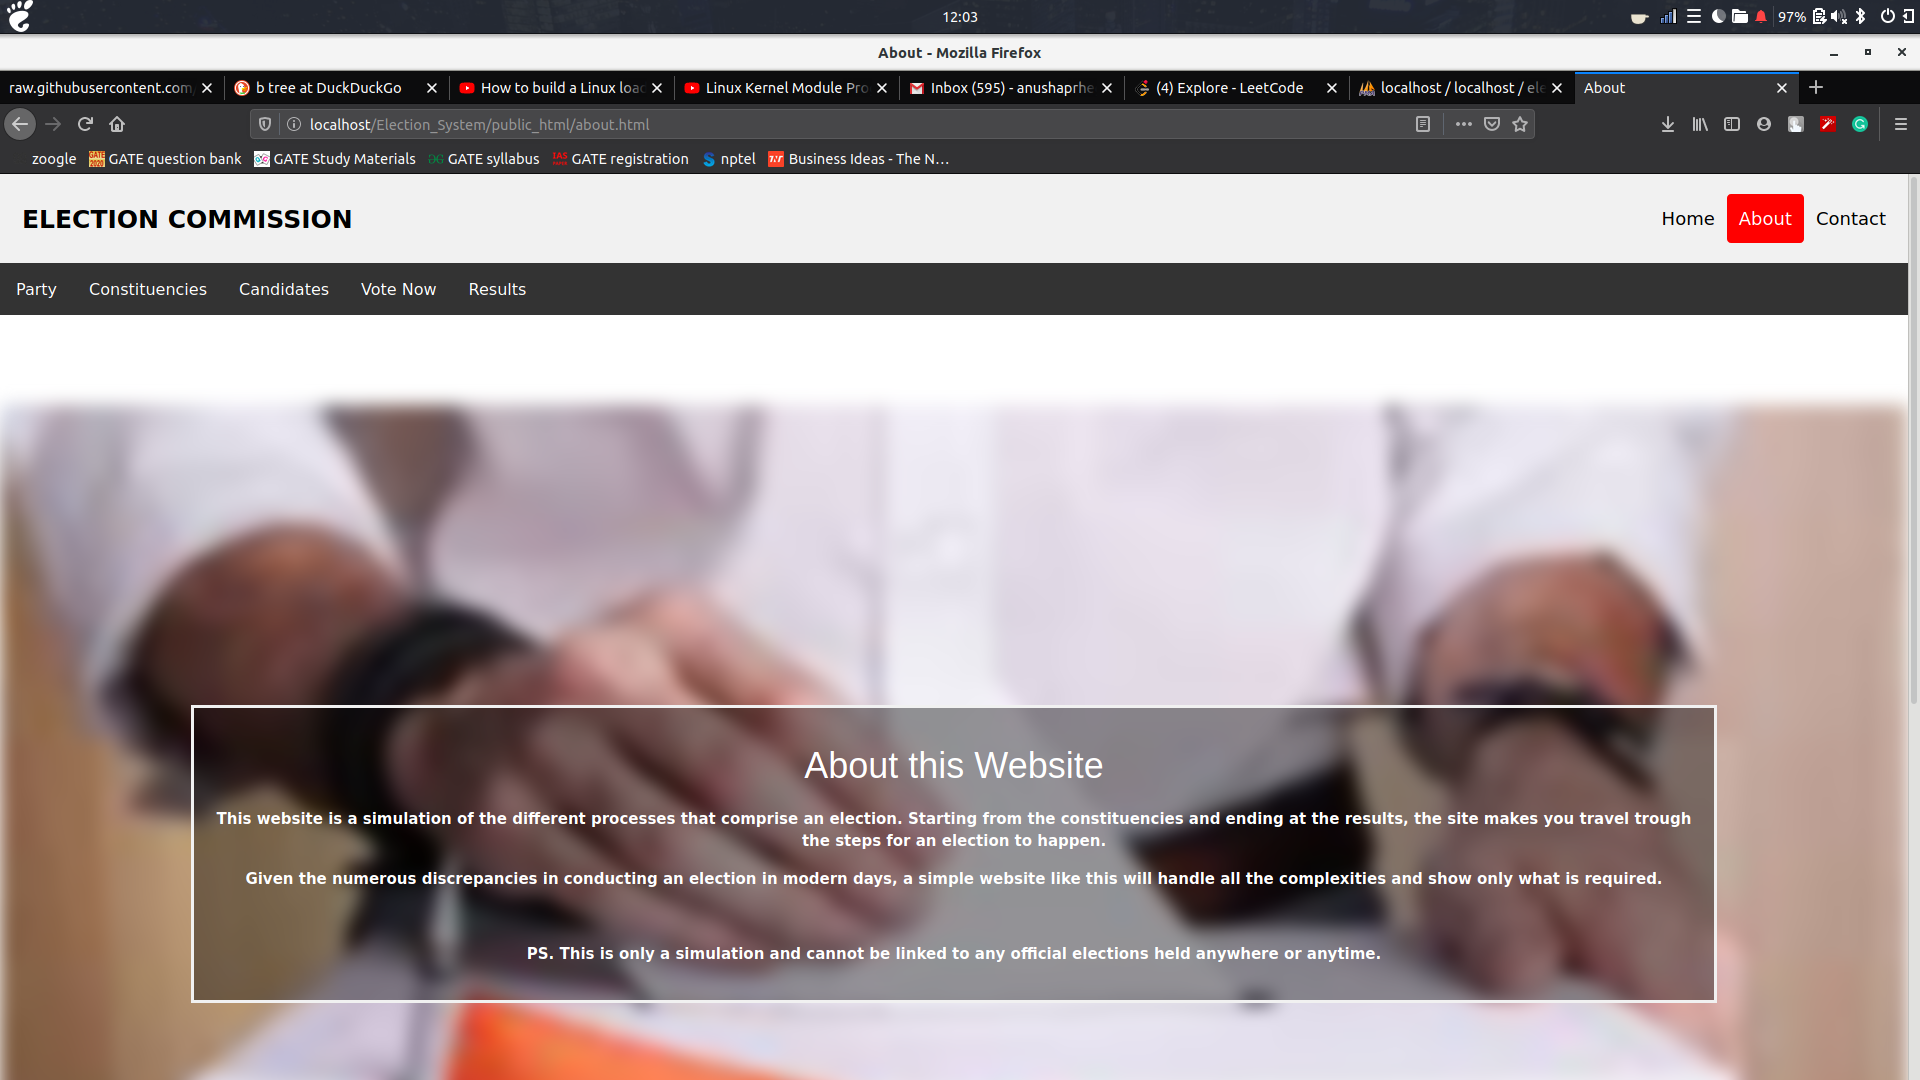 12:03
97%
About - Mozilla Firefox
raw.githubusercontent.com
b tree at DuckDuckGo
How to build a Linux loa
Linux Kernel Module Pro
Inbox (595) - anushaprhe
(4) Explore - LeetCode
localhost / localhost / ele
About
localhost/Election_System/public_html/about.html
zoogle
GATE question bank
GATE Study Materials
GATE syllabus
GATE registration
nptel
Business Ideas - The N…
ELECTION COMMISSION
Home
About
Contact
Party
Constituencies
Candidates
Vote Now
Results
About this Website
This website is a simulation of the different processes that comprise an election. Starting from the constituencies and ending at the results, the site makes you travel trough
the steps for an election to happen.
Given the numerous discrepancies in conducting an election in modern days, a simple website like this will handle all the complexities and show only what is required.
PS. This is only a simulation and cannot be linked to any official elections held anywhere or anytime.